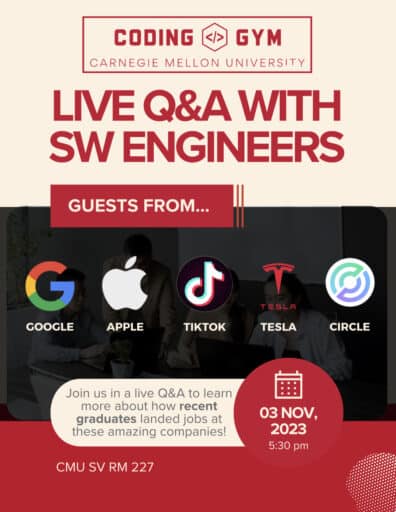 CODING </> GYM
CARNEGIE MELLON UNIVERSITY
LIVE Q&A WITH
SW ENGINEERS
GUESTS FROM...
TESLA
GOOGLE APPLE TIKTOK TESLA CIRCLE
Join us in a live Q&A to learn
more about how recent
graduates landed jobs at
these amazing companies!
03 NOV,
2023
5:30 pm
CMU SV RM 227